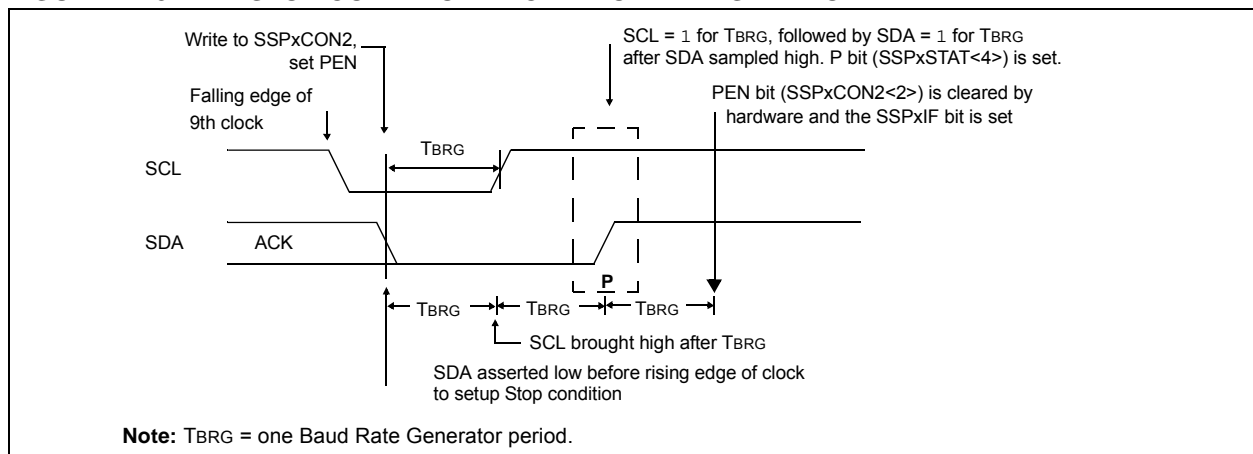 Write to SSPxCON2,
set PEN
SCL = 1 for TBRG, followed by SDA = 1 for TBRG
after SDA sampled high. P bit (SSPxSTAT<4>) is set.
Falling edge of
9th clock
PEN bit (SSPxCON2<2>) is cleared by
hardware and the SSPxIF bit is set
TBRG
SCL
SDA
ACK
P
TBRG
TBRG
TBRG
SCL brought high after TBRG
SDA asserted low before rising edge of clock
to setup Stop condition
Note: TBRG = one Baud Rate Generator period.